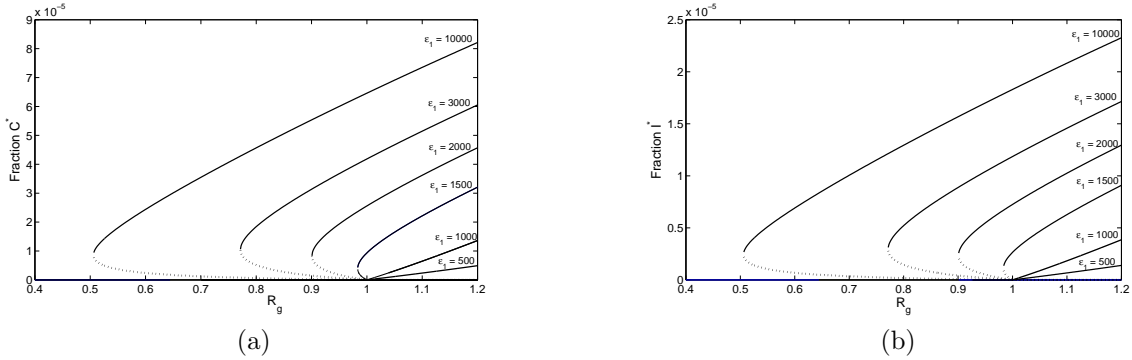 x 10⁻⁵
9
8
7
6
5
4
3
2
1
0
Fraction C*
ε₁ = 10000
ε₁ = 3000
ε₁ = 2000
ε₁ = 1500
ε₁ = 1000
ε₁ = 500
0.4 0.5 0.6 0.7 0.8 0.9 1 1.1 1.2
R_g
(a)
x 10⁻⁵
2.5
2
1.5
1
0.5
0
Fraction I*
ε₁ = 10000
ε₁ = 3000
ε₁ = 2000
ε₁ = 1500
ε₁ = 1000
ε₁ = 500
0.4 0.5 0.6 0.7 0.8 0.9 1 1.1 1.2
R_g
(b)